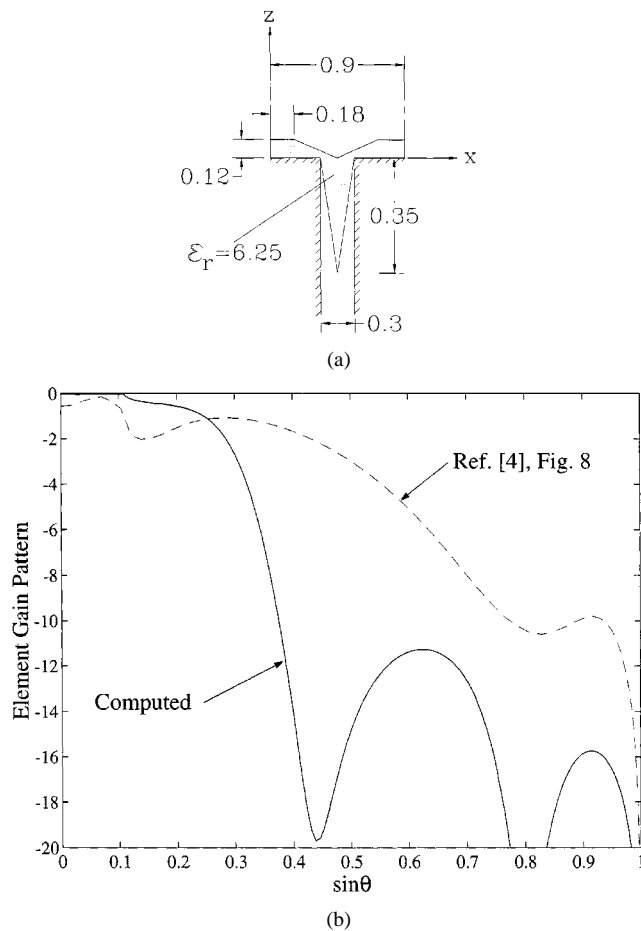 z
0.9
0.18
x
0.12
0.35
εr=6.25
0.3
(a)
Element Gain Pattern
0
-2
-4
-6
-8
-10
-12
-14
-16
-18
-20
Ref. [4], Fig. 8
Computed
0 0.1 0.2 0.3 0.4 0.5 0.6 0.7 0.8 0.9 1
sinθ
(b)